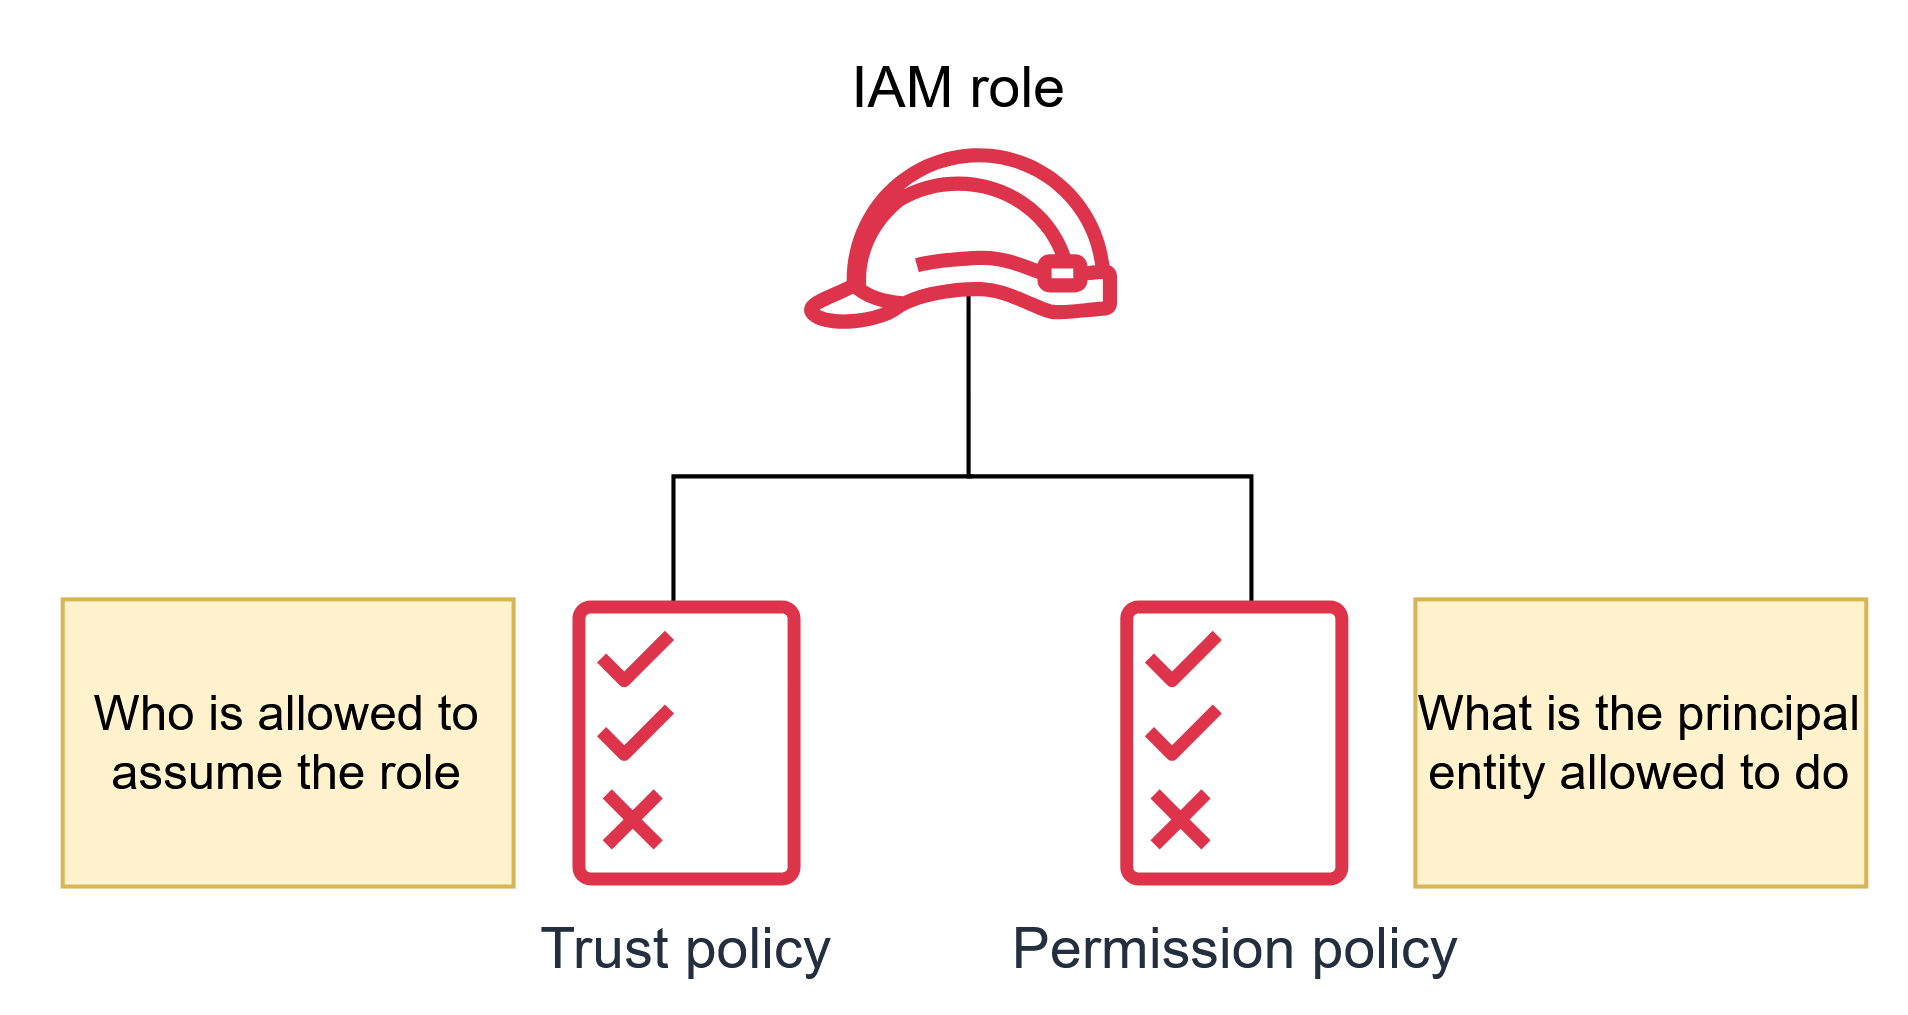 IAM role
Who is allowed to
assume the role
What is the principal
entity allowed to do
Trust policy
Permission policy